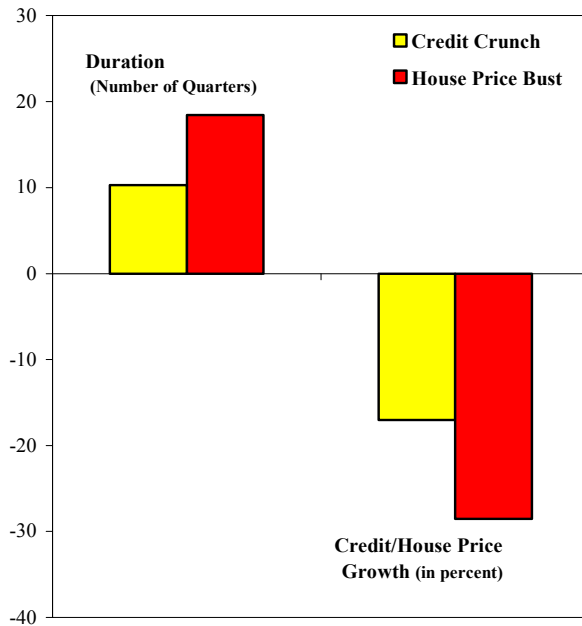 30
20
10
0
-10
-20
-30
-40
Duration
(Number of Quarters)
Credit Crunch
House Price Bust
Credit/House Price
Growth (in percent)